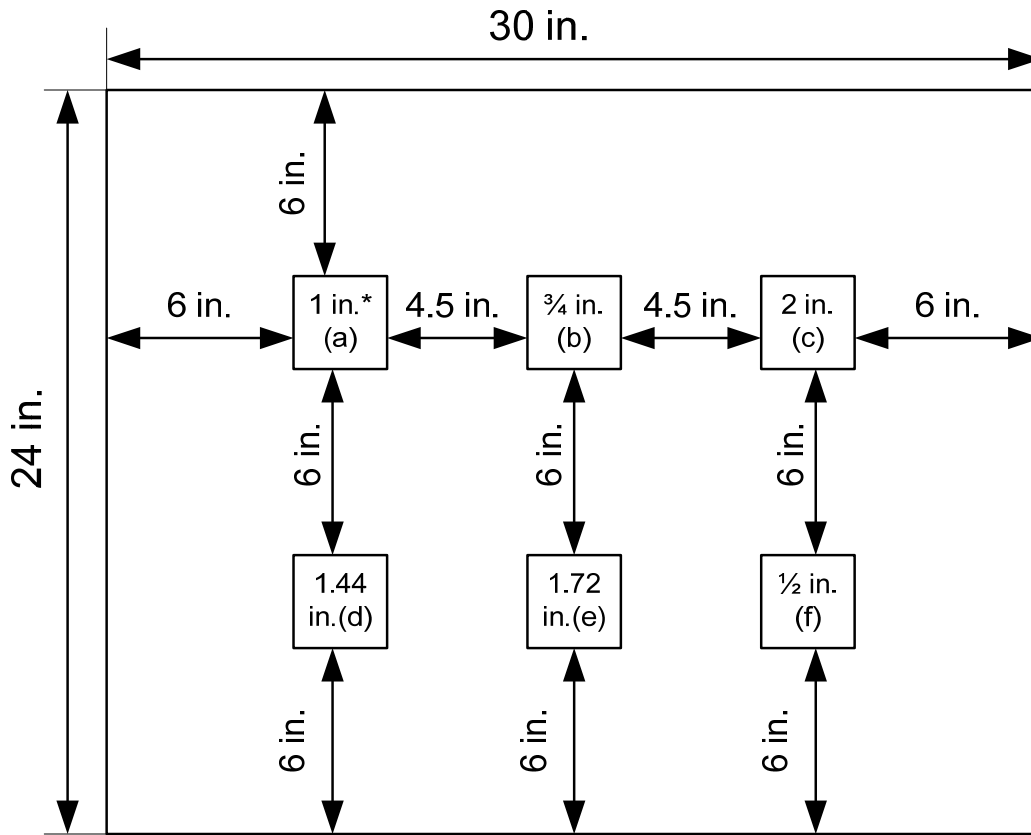 30 in.
6 in.
6 in.
1 in.*
(a)
4.5 in.
¾ in.
(b)
4.5 in.
2 in.
(c)
6 in.
24 in.
6 in.
6 in.
6 in.
1.44
in.(d)
1.72
in.(e)
½ in.
(f)
6 in.
6 in.
6 in.